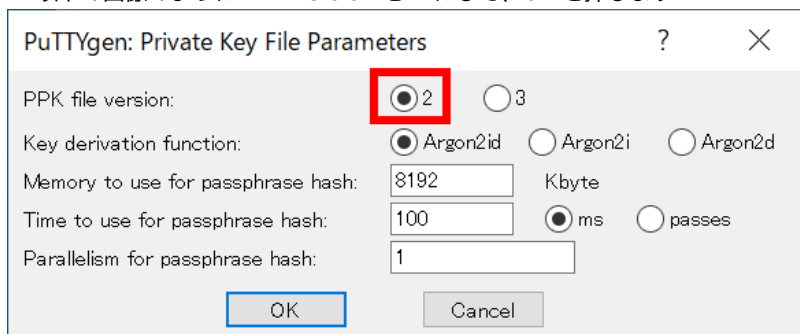 PuTTYgen: Private Key File Parameters ? ×
PPK file version: 2 3
Key derivation function: Argon2id Argon2i Argon2d
Memory to use for passphrase hash: 8192 Kbyte
Time to use for passphrase hash: 100 ms passes
Parallelism for passphrase hash: 1
OK Cancel